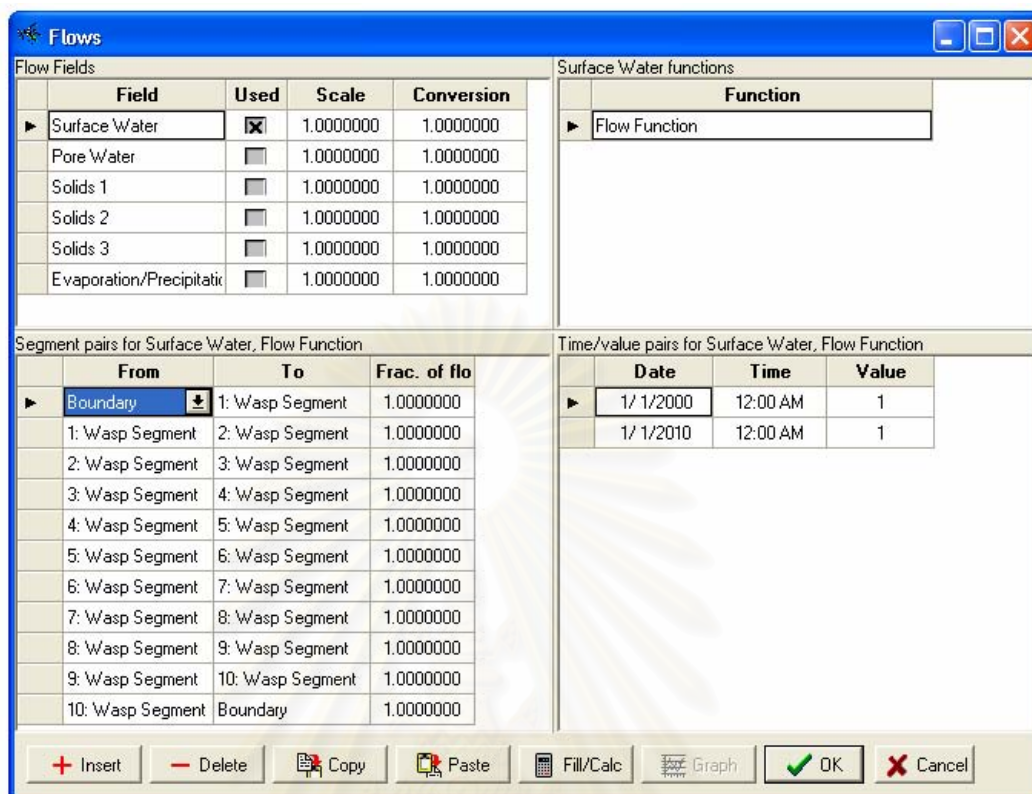 Flows
Flow Fields
Field Used Scale Conversion
Surface Water 1.0000000 1.0000000
Pore Water 1.0000000 1.0000000
Solids 1 1.0000000 1.0000000
Solids 2 1.0000000 1.0000000
Solids 3 1.0000000 1.0000000
Evaporation/Precipitatic 1.0000000 1.0000000
Surface Water functions
Function
Flow Function
Segment pairs for Surface Water, Flow Function
From To Frac. of flo
Boundary 1: Wasp Segment 1.0000000
1: Wasp Segment 2: Wasp Segment 1.0000000
2: Wasp Segment 3: Wasp Segment 1.0000000
3: Wasp Segment 4: Wasp Segment 1.0000000
4: Wasp Segment 5: Wasp Segment 1.0000000
5: Wasp Segment 6: Wasp Segment 1.0000000
6: Wasp Segment 7: Wasp Segment 1.0000000
7: Wasp Segment 8: Wasp Segment 1.0000000
8: Wasp Segment 9: Wasp Segment 1.0000000
9: Wasp Segment 10: Wasp Segment 1.0000000
10: Wasp Segment Boundary 1.0000000
Time/value pairs for Surface Water, Flow Function
Date Time Value
1/ 1/2000 12:00 AM 1
1/ 1/2010 12:00 AM 1
Insert Delete Copy Paste Fill/Calc Graph OK Cancel